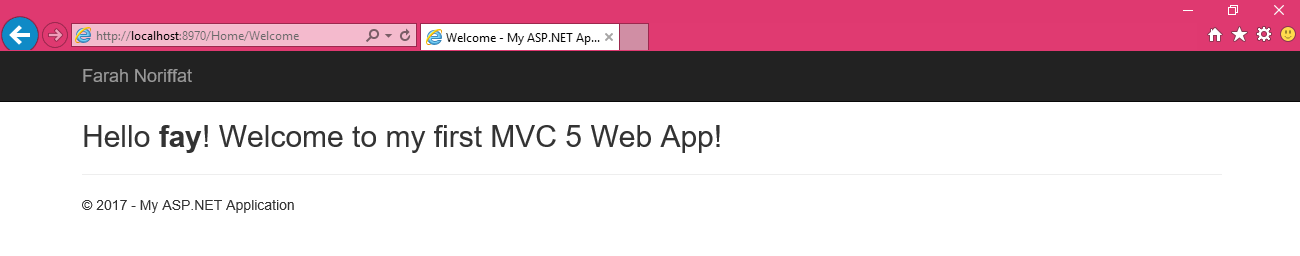 http://localhost:8970/Home/Welcome
Welcome - My ASP.NET Ap...
Farah Noriffat
Hello fay! Welcome to my first MVC 5 Web App!
© 2017 - My ASP.NET Application